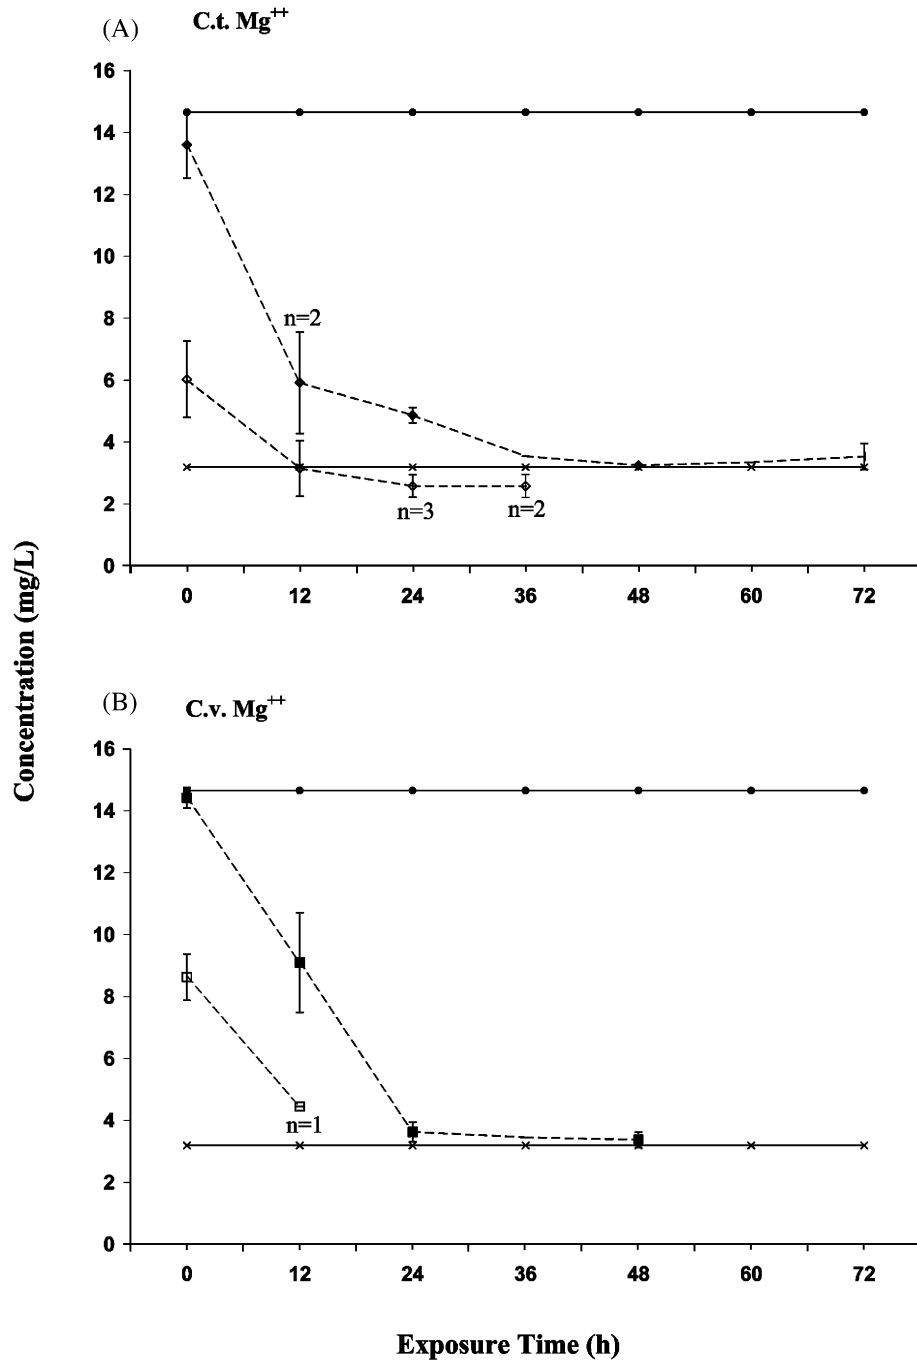 (A) C.t. Mg++
16
14
12
10
8
6
4
2
0
n=2
n=3
n=2
0 12 24 36 48 60 72
Concentration (mg/L)
(B) C.v. Mg++
16
14
12
10
8
6
4
2
0
n=1
0 12 24 36 48 60 72
Exposure Time (h)